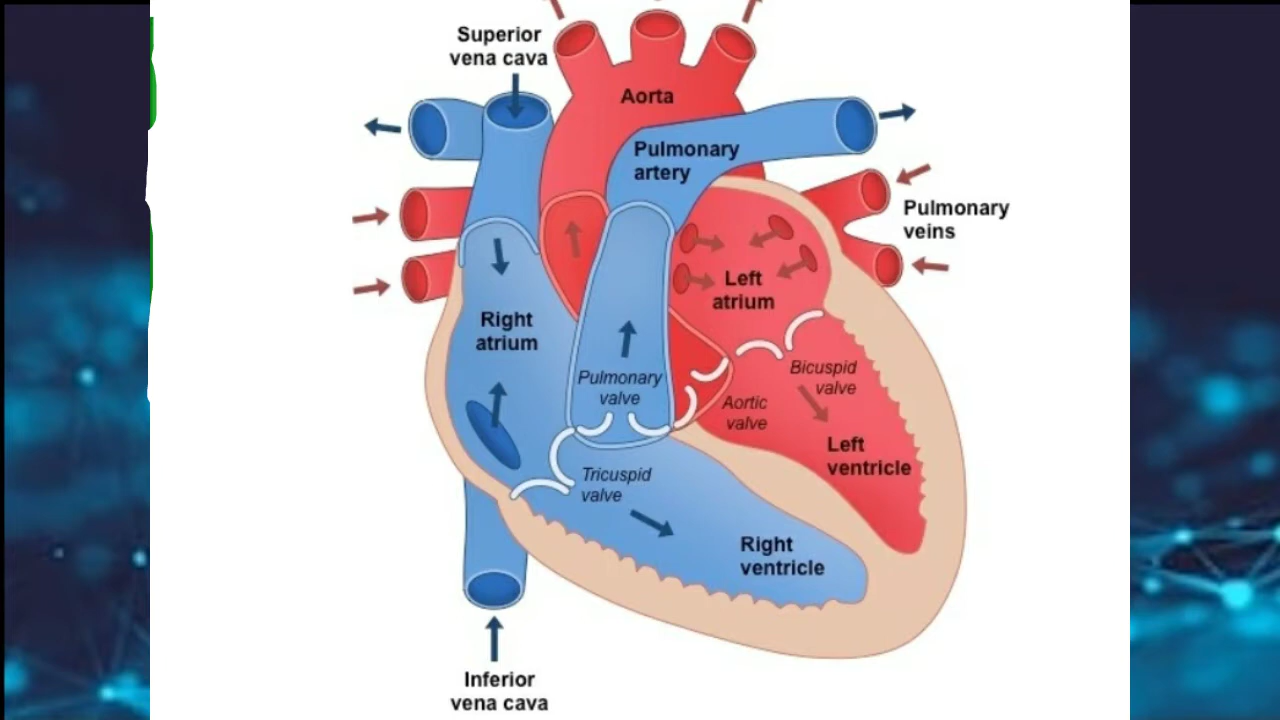 Superior
vena cava
Aorta
Pulmonary
artery
Pulmonary
veins
Left
atrium
Right
atrium
Pulmonary
valve
Bicuspid
valve
Aortic
valve
Left
ventricle
Tricuspid
valve
Right
ventricle
Inferior
vena cava